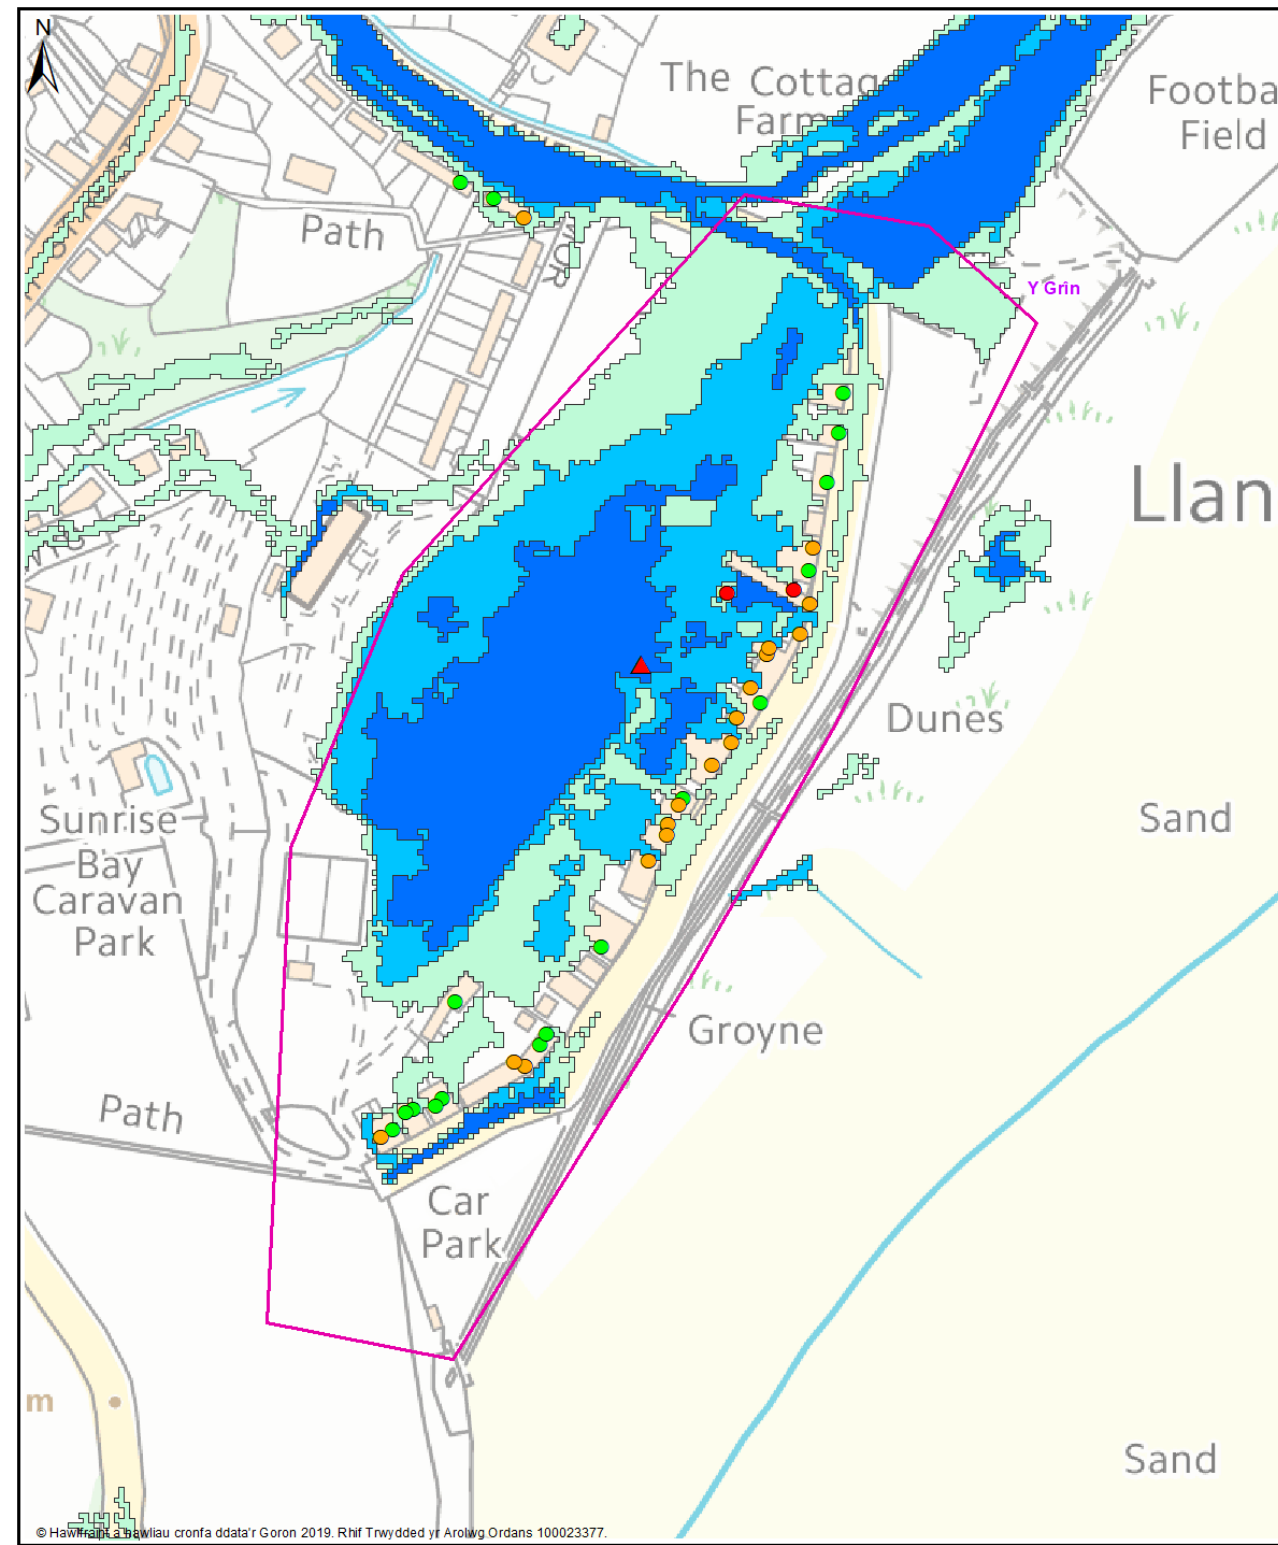 N
The Cottage
Farm
Footba
Field
Path
Y Grîn
Llan
Dunes
Sunrise
Bay
Caravan
Park
Sand
Groyne
Path
Car
Park
m
Sand
© Hawlfraint a hawliau cronfa ddata'r Goron 2019. Rhif Trwydded yr Arolwg Ordans 100023377.